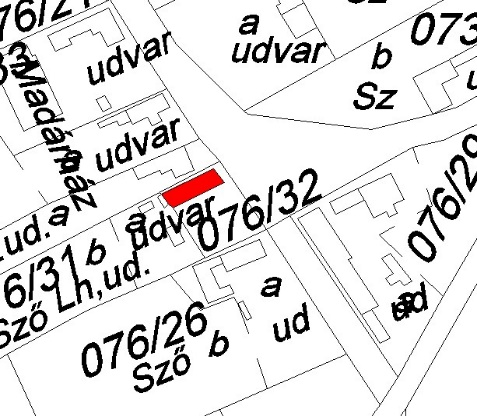 76/2
a
udvar
073
udvar
b
Sz
Madárház
udvar
076/32
076/29
a
a
udvar
.ud.
b
6/31
Lh,ud.
Sző
a
ud
076/26
Sző
b